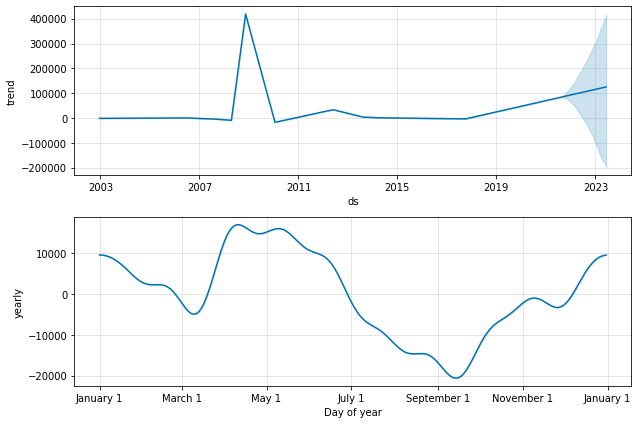 400000
300000
200000
100000
0
−100000
−200000
trend
2003 2007 2011 2015 2019 2023
ds
10000
0
−10000
−20000
yearly
January 1 March 1 May 1 July 1 September 1 November 1 January 1
Day of year